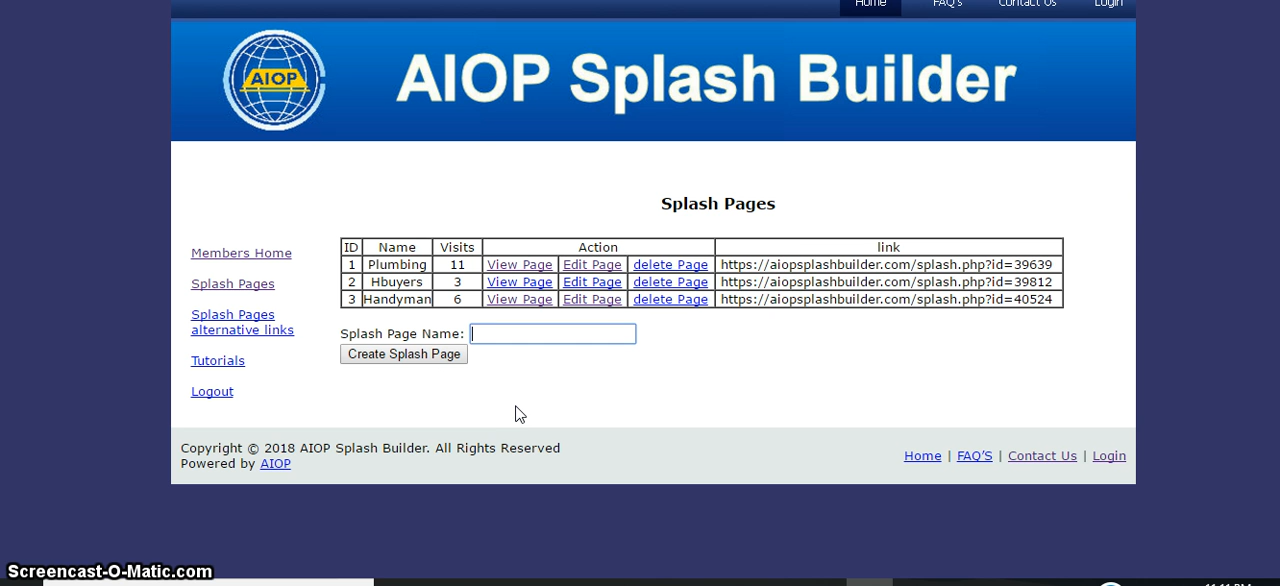 Home FAQ's Contact Us Login
AIOP AIOP Splash Builder
Splash Pages
Members Home
Splash Pages
Splash Pages
alternative links
Tutorials
Logout
ID Name Visits Action link
1 Plumbing 11 View Page Edit Page delete Page https://aiopsplashbuilder.com/splash.php?id=39639
2 Hbuyers 3 View Page Edit Page delete Page https://aiopsplashbuilder.com/splash.php?id=39812
3 Handyman 6 View Page Edit Page delete Page https://aiopsplashbuilder.com/splash.php?id=40524
Splash Page Name:
Create Splash Page
Copyright © 2018 AIOP Splash Builder. All Rights Reserved
Powered by AIOP
Home | FAQ'S | Contact Us | Login
Screencast-O-Matic.com
11:11 PM